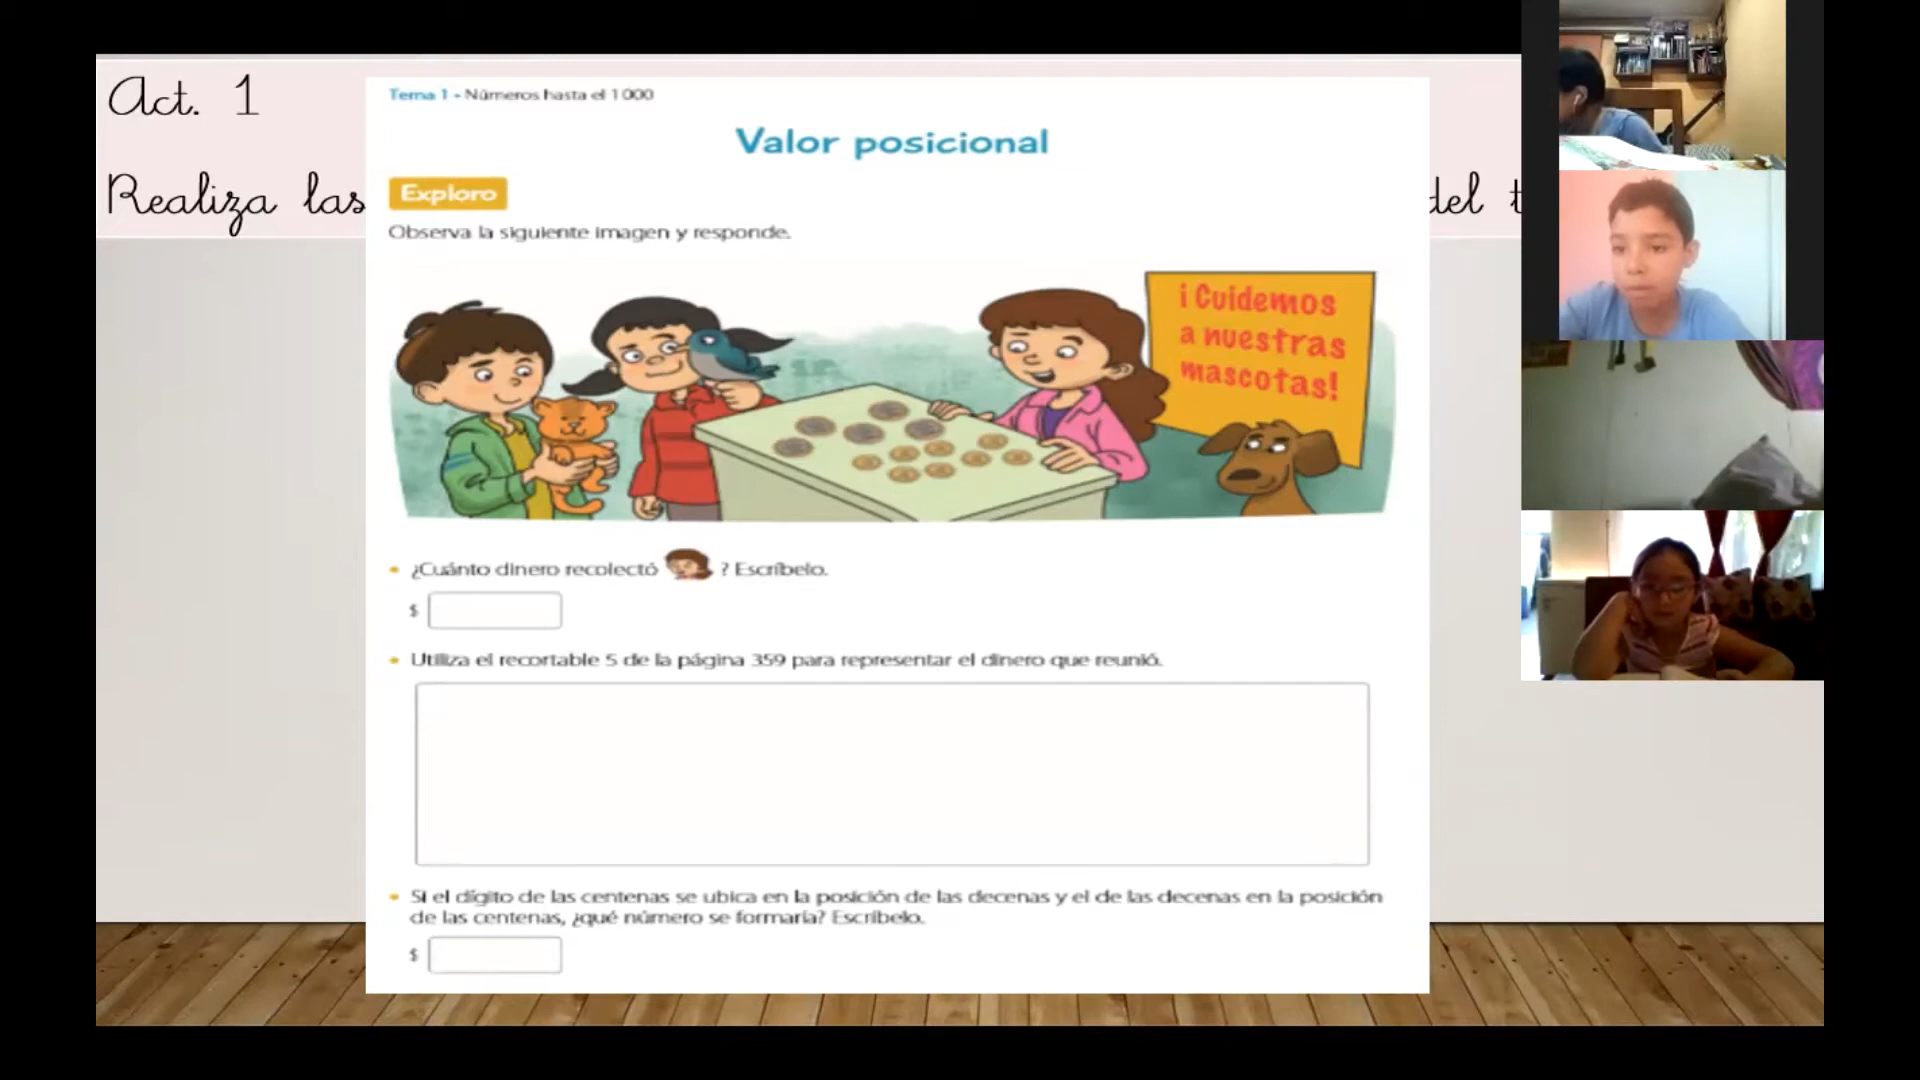 Act. 1
Realiza las
del t
Tema 1 - Números hasta el 1 000
Valor posicional
Exploro
Observa la siguiente imagen y responde.
¡Cuidemos
a nuestras
mascotas!
• ¿Cuánto dinero recolectó ? Escríbelo.
$
• Utiliza el recortable 5 de la página 359 para representar el dinero que reunió.
• Si el dígito de las centenas se ubica en la posición de las decenas y el de las decenas en la posición
de las centenas, ¿qué número se formaría? Escríbelo.
$